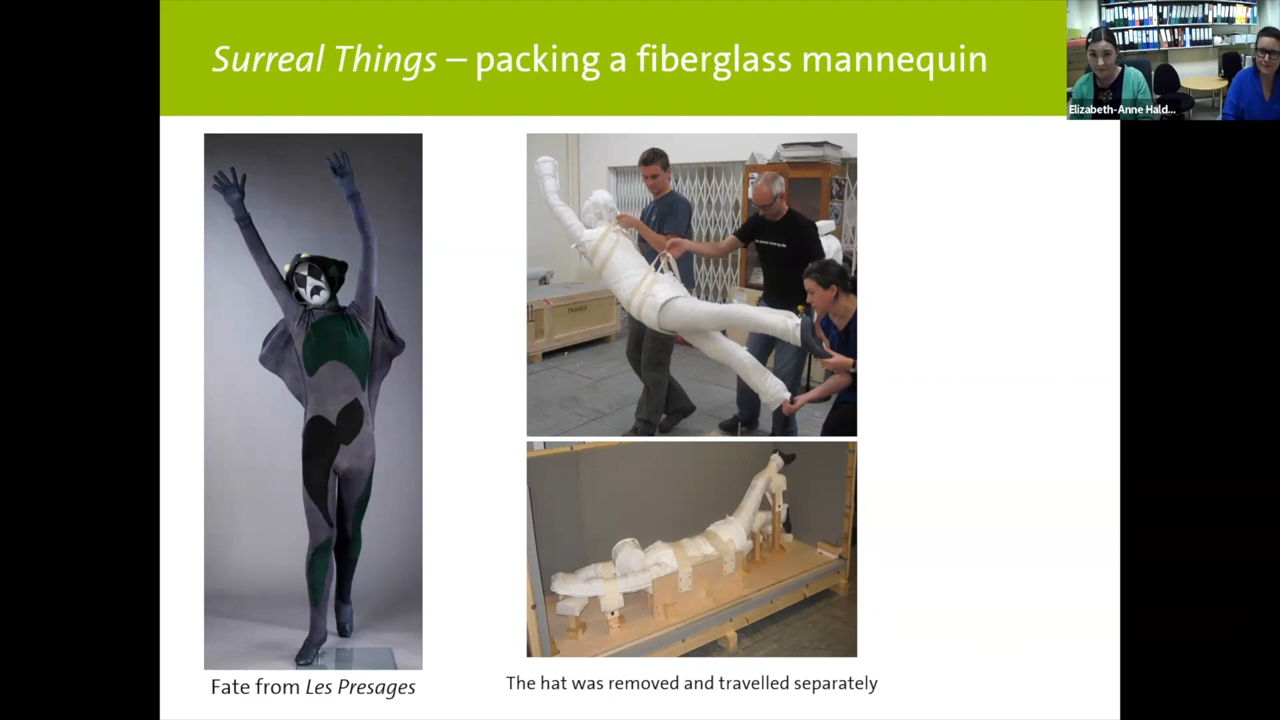 Surreal Things – packing a fiberglass mannequin
Elizabeth-Anne Hald...
Fate from Les Presages
The hat was removed and travelled separately